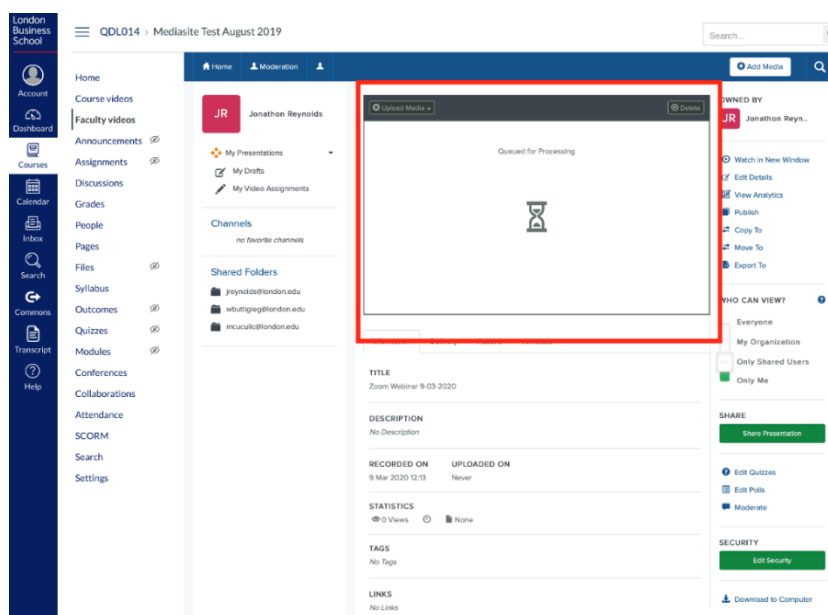 London
Business
School
QDL014 › Mediasite Test August 2019
Search...
Account
Dashboard
Courses
Calendar
Inbox
Search
Commons
Transcript
Help
Home
Course videos
Faculty videos
Announcements
Assignments
Discussions
Grades
People
Pages
Files
Syllabus
Outcomes
Quizzes
Modules
Conferences
Collaborations
Attendance
SCORM
Search
Settings
Home Moderation
Add Media
JR Jonathon Reynolds
My Presentations
My Drafts
My Video Assignments
Channels
no favorite channels
Shared Folders
jreynolds@london.edu
wbuttigieg@london.edu
mcuculic@london.edu
Upload Media
Delete
Queued for Processing
TITLE
Zoom Webinar 9-03-2020
DESCRIPTION
No Description
RECORDED ON UPLOADED ON
9 Mar 2020 12:13 Never
STATISTICS
0 Views None
TAGS
No Tags
LINKS
No Links
OWNED BY
JR Jonathon Reyn...
Watch in New Window
Edit Details
View Analytics
Publish
Copy To
Move To
Export To
WHO CAN VIEW?
Everyone
My Organization
Only Shared Users
Only Me
SHARE
Share Presentation
Edit Quizzes
Edit Polls
Moderate
SECURITY
Edit Security
Download to Computer